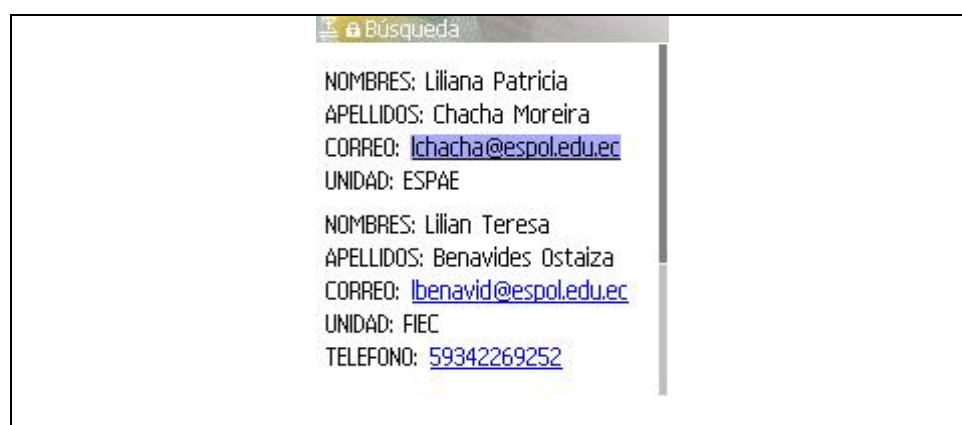 Búsqueda
NOMBRES: Liliana Patricia
APELLIDOS: Chacha Moreira
CORREO: lchacha@espol.edu.ec
UNIDAD: ESPAE
NOMBRES: Lilian Teresa
APELLIDOS: Benavides Ostaiza
CORREO: lbenavid@espol.edu.ec
UNIDAD: FIEC
TELEFONO: 59342269252